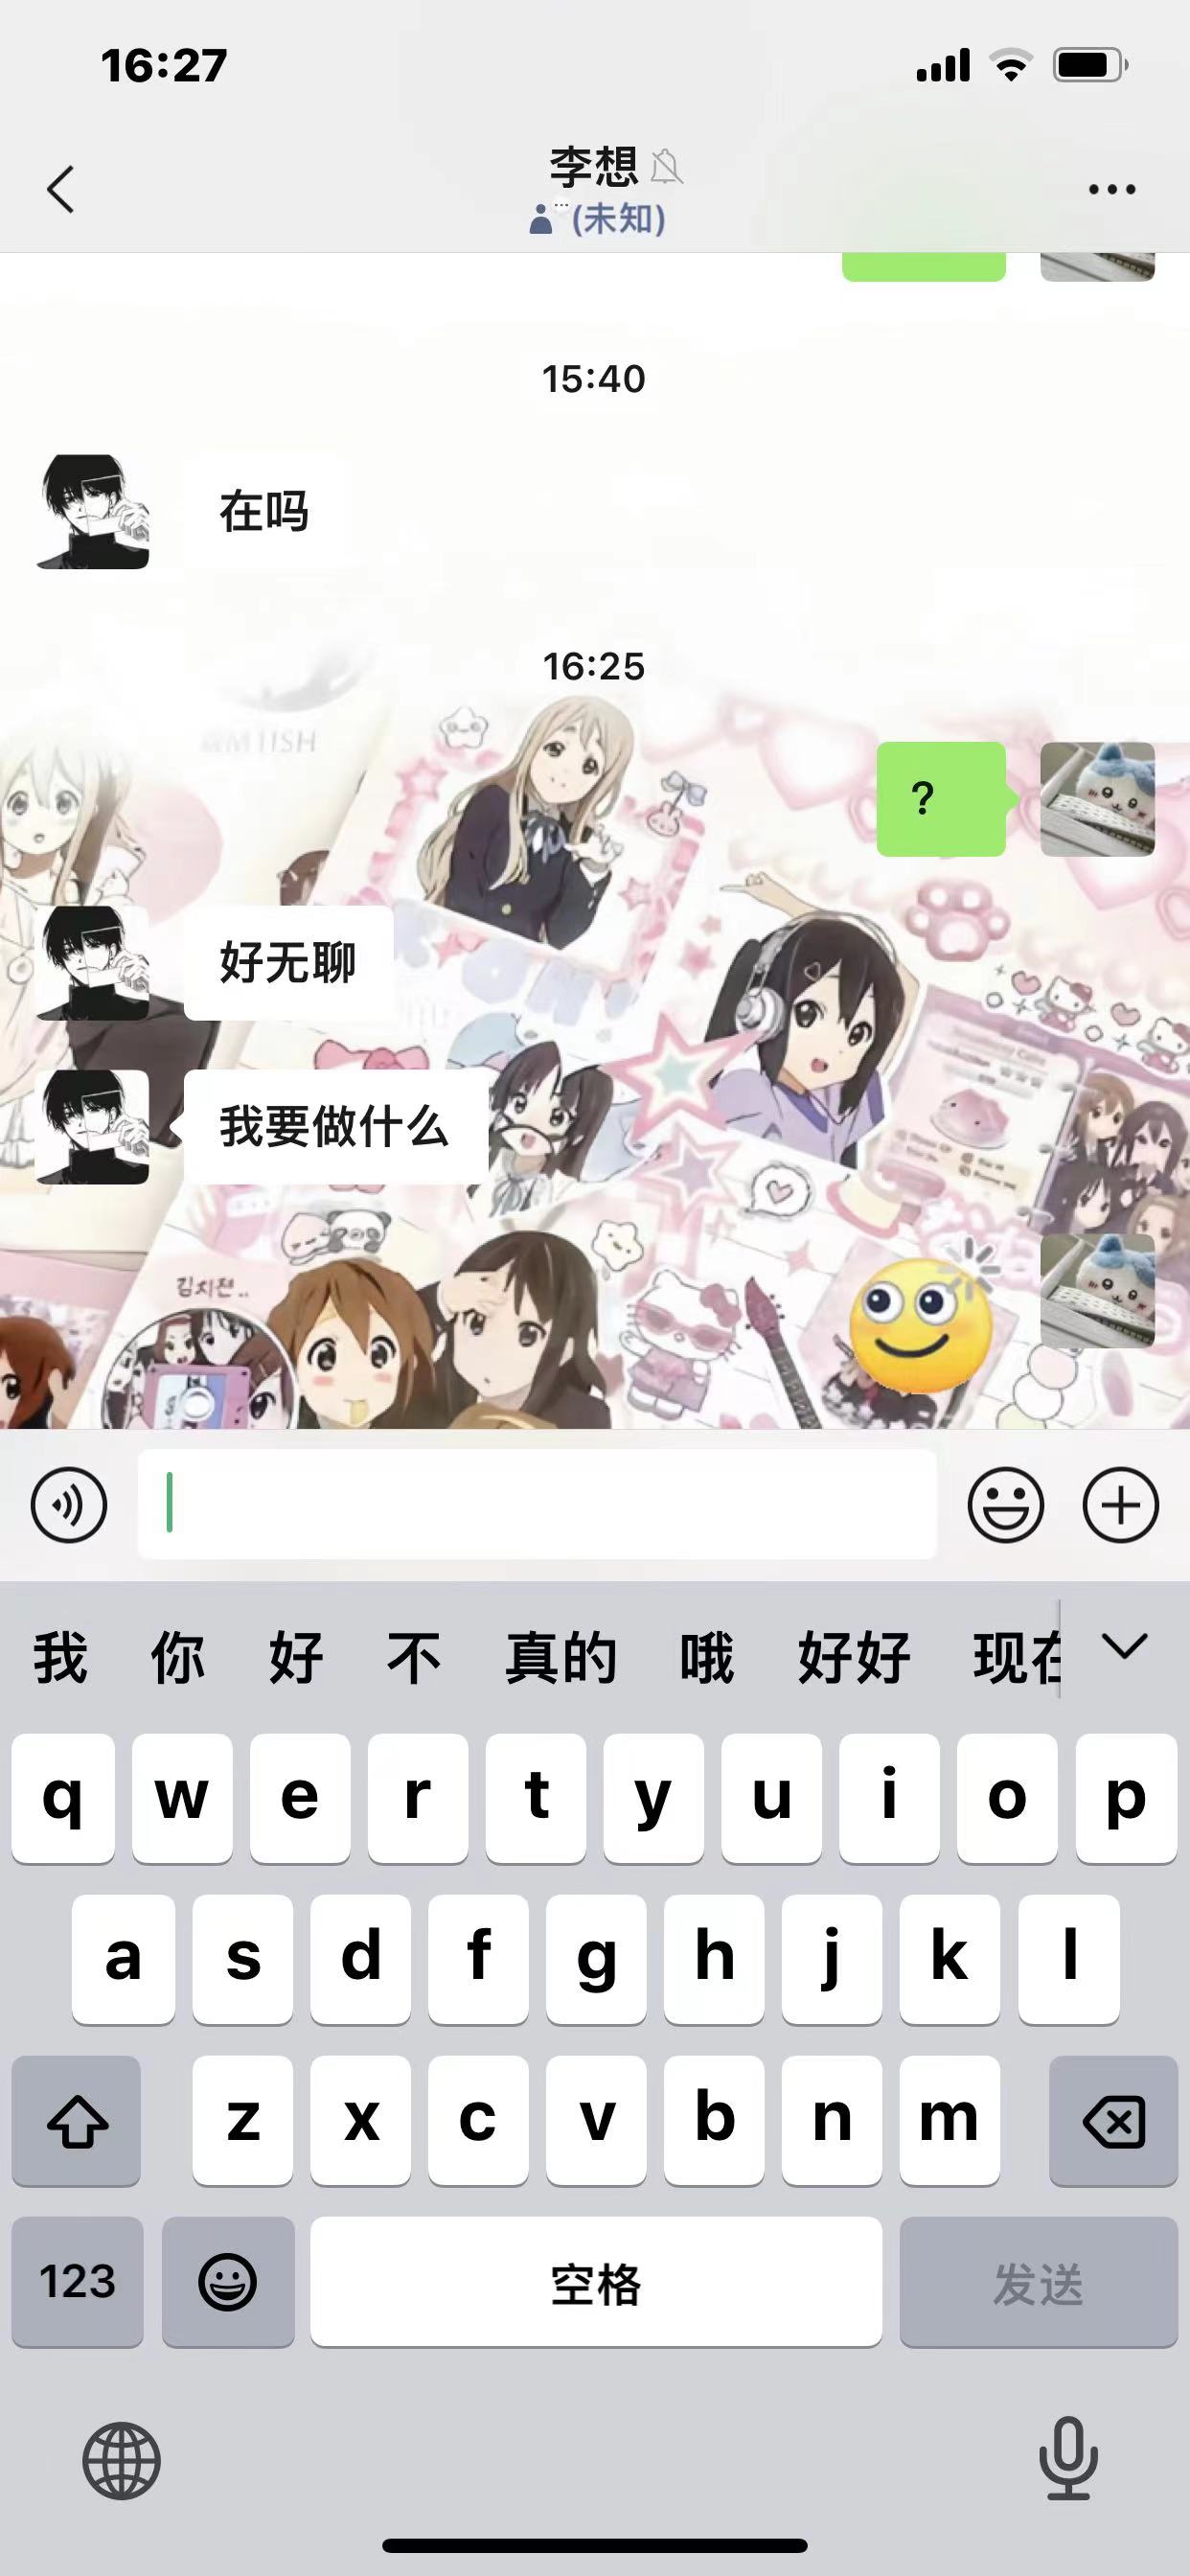 16:27
李想
(未知)
15:40
在吗
16:25
?
好无聊
我要做什么
김지전..
我 你 好 不 真的 哦 好好 现在
q w e r t y u i o p
a s d f g h j k l
z x c v b n m
123 空格 发送